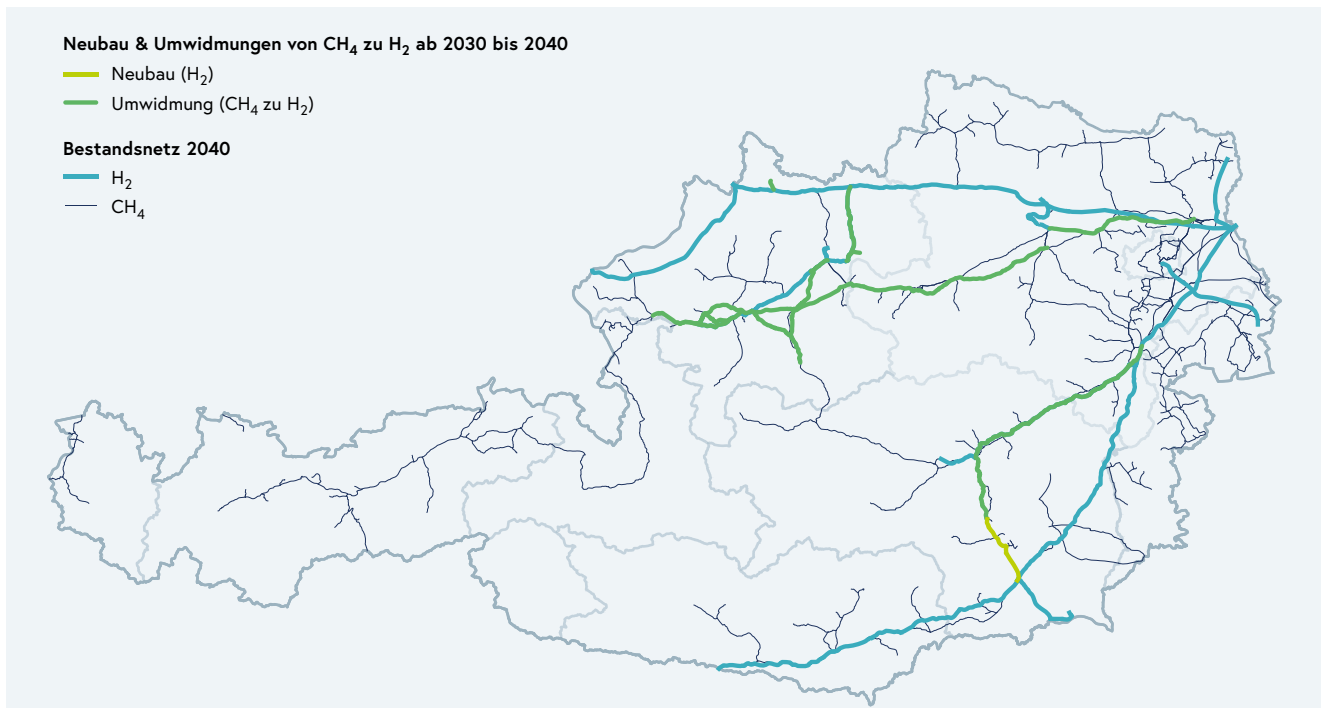 Neubau & Umwidmungen von CH₄ zu H₂ ab 2030 bis 2040
Neubau (H₂)
Umwidmung (CH₄ zu H₂)
Bestandsnetz 2040
H₂
CH₄